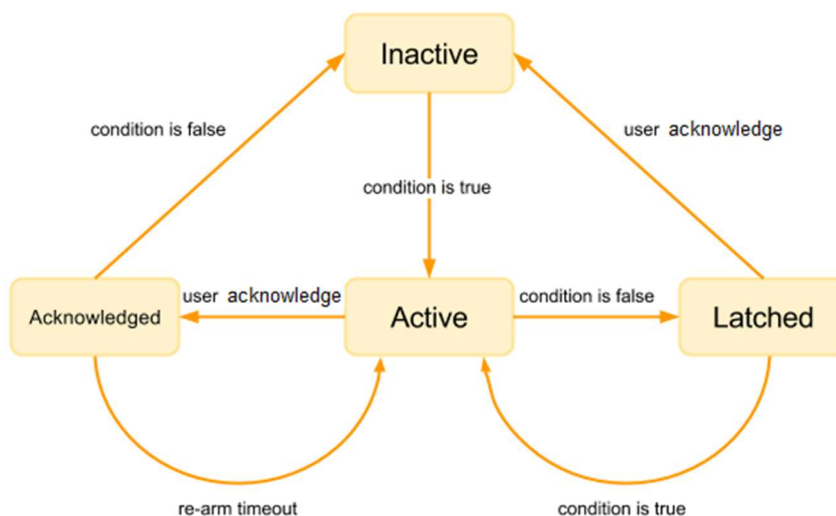 Inactive
condition is false
user acknowledge
condition is true
Acknowledged
user acknowledge
Active
condition is false
Latched
re-arm timeout
condition is true